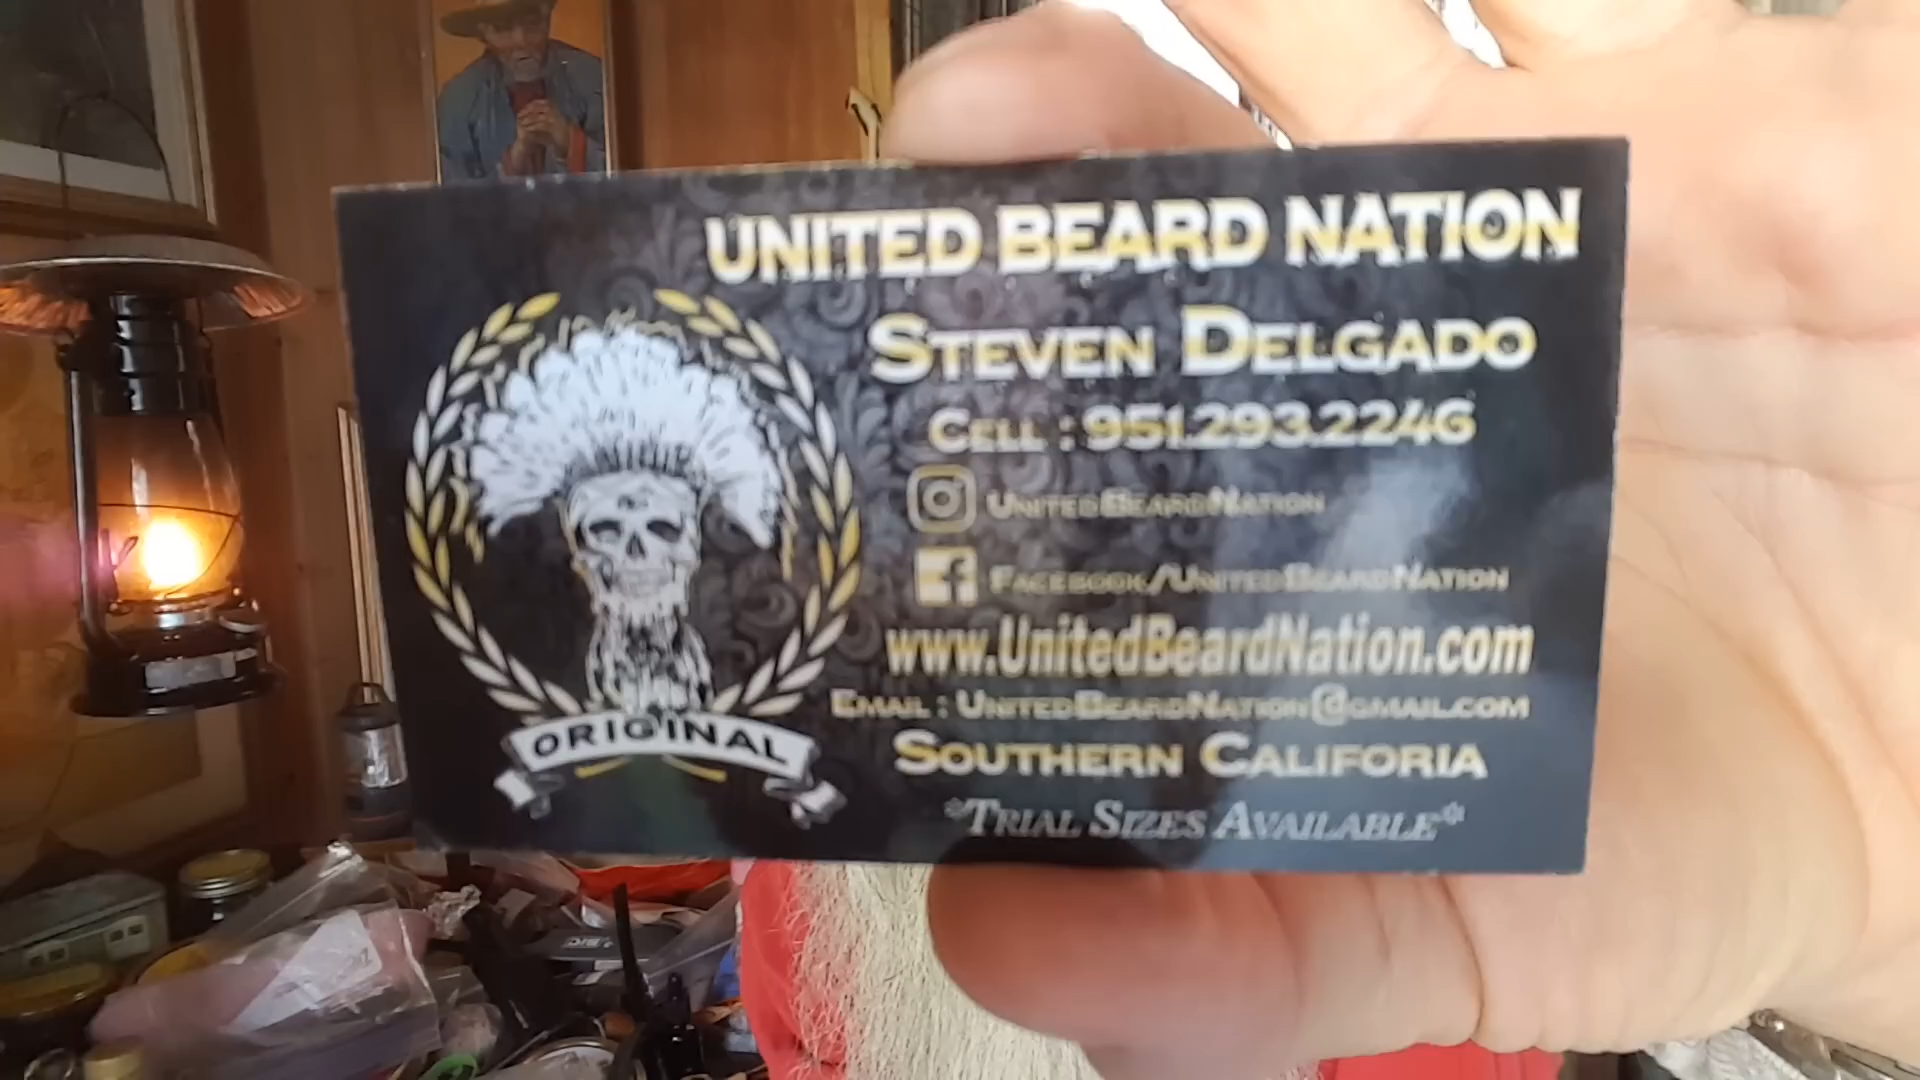 UNITED BEARD NATION
STEVEN DELGADO
CELL : 951.293.2246
UNITEDBEARDNATION
FACEBOOK/UNITEDBEARDNATION
www.UnitedBeardNation.com
EMAIL : UNITEDBEARDNATION@GMAIL.COM
SOUTHERN CALIFORIA
*TRIAL SIZES AVAILABLE*
ORIGINAL